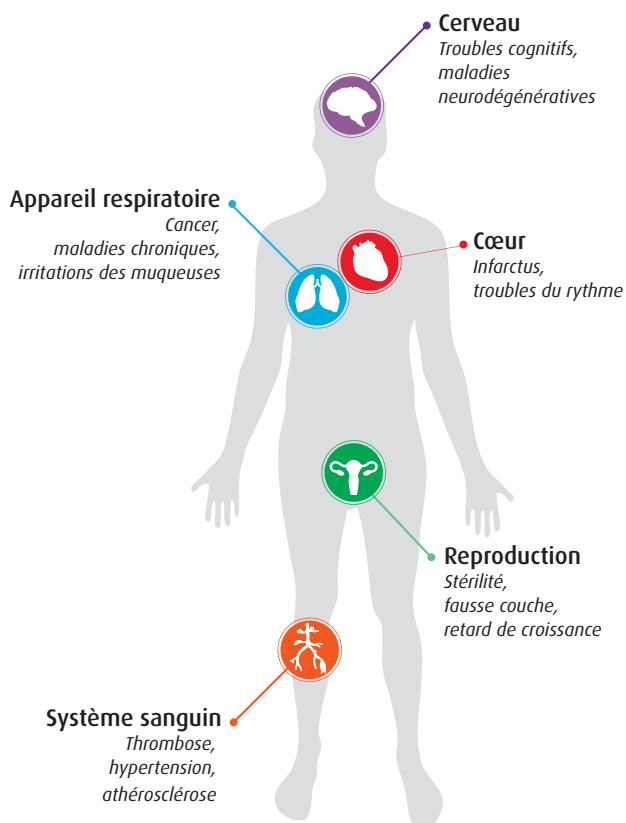 Cerveau
Troubles cognitifs,
maladies
neurodégénératives
Appareil respiratoire
Cancer,
maladies chroniques,
irritations des muqueuses
Cœur
Infarctus,
troubles du rythme
Reproduction
Stérilité,
fausse couche,
retard de croissance
Système sanguin
Thrombose,
hypertension,
athérosclérose